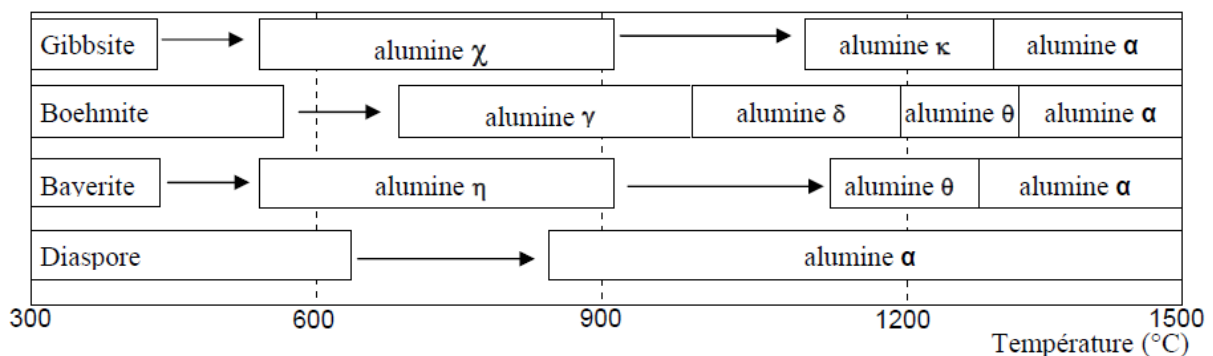 Gibbsite alumine χ alumine κ alumine α
Boehmite alumine γ alumine δ alumine θ alumine α
Bayerite alumine η alumine θ alumine α
Diaspore alumine α
300 600 900 1200 1500
Température (°C)